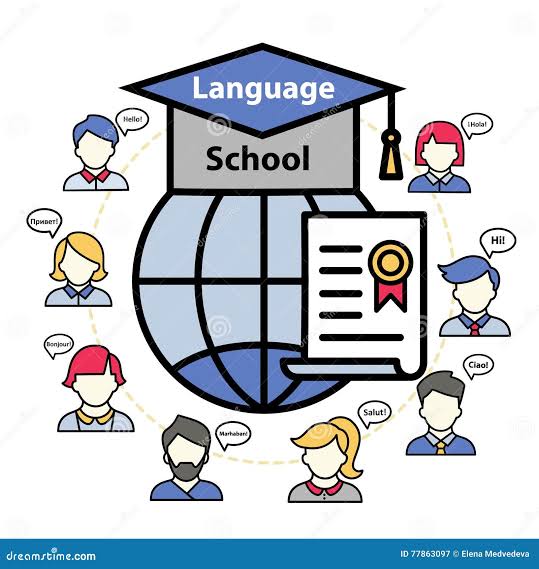 Language
School
Hello!
¡Hola!
Привет!
Hi!
Bonjour!
Ciao!
Marhaban!
Salut!
dreamstime.com
ID 77863097 © Elena Medvedeva